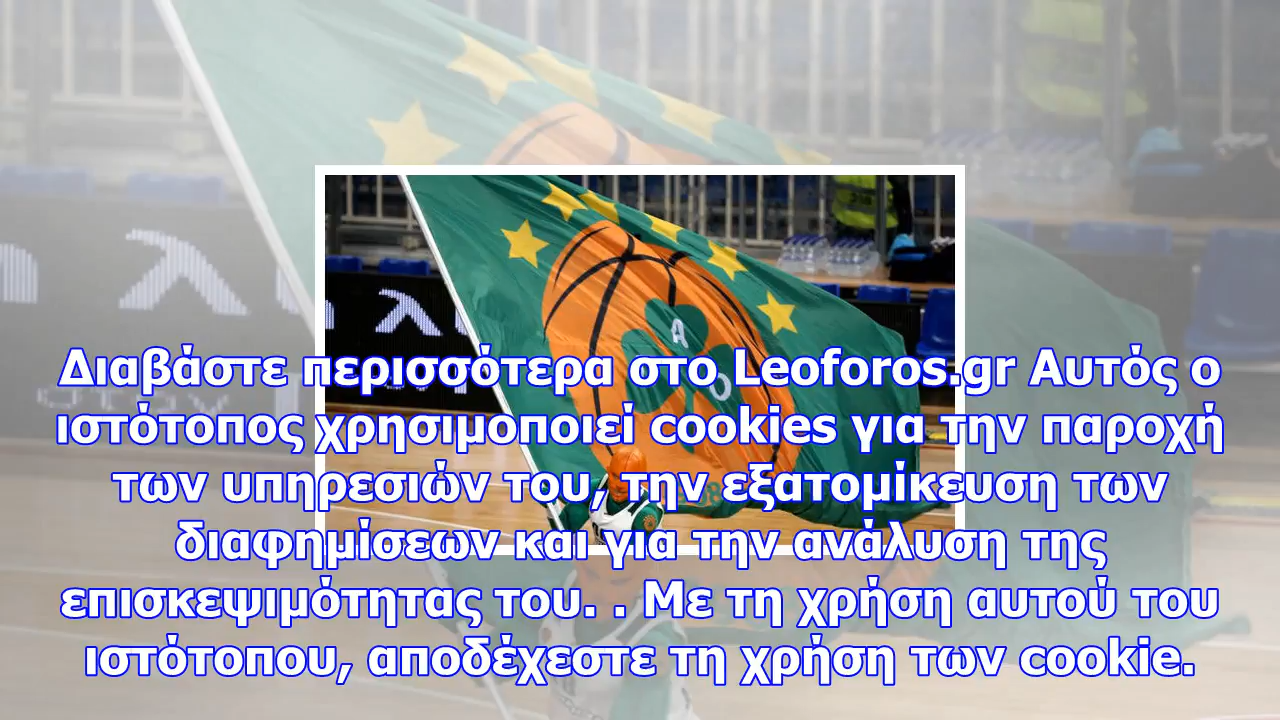 Διαβάστε περισσότερα στο Leoforos.gr Αυτός ο
ιστότοπος χρησιμοποιεί cookies για την παροχή
των υπηρεσιών του, την εξατομίκευση των
διαφημίσεων και για την ανάλυση της
επισκεψιμότητας του. . Με τη χρήση αυτού του
ιστότοπου, αποδέχεστε τη χρήση των cookie.